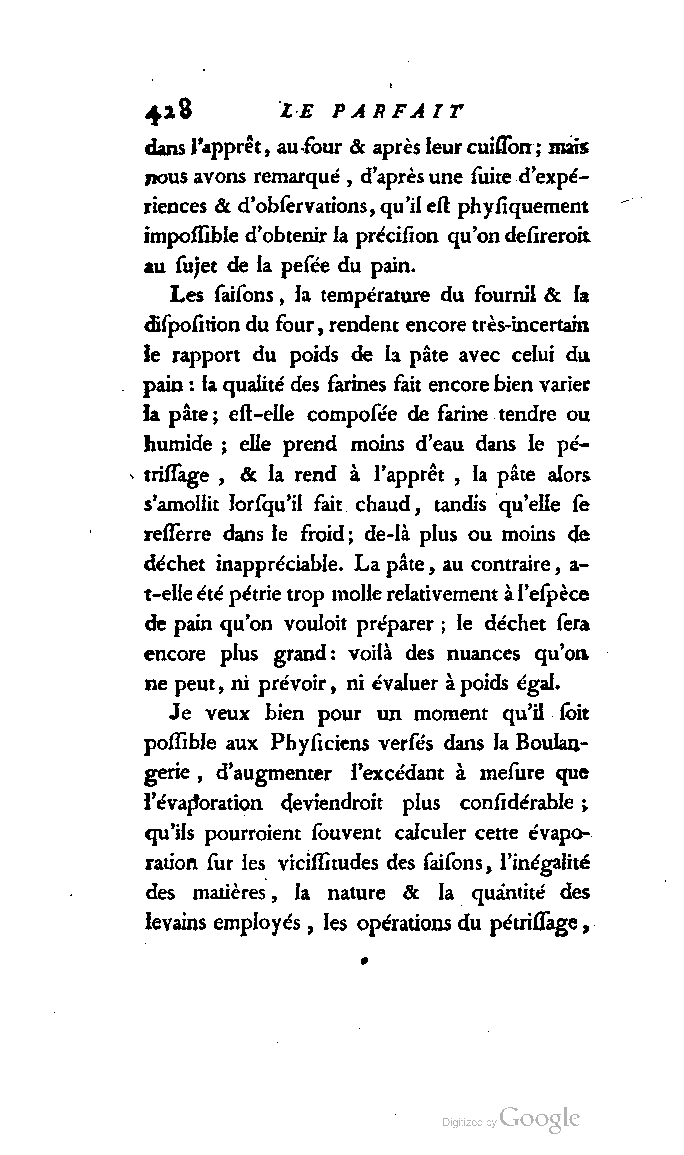 428 LE PARFAIT
dans l'apprêt, au four & après leur cuiſſon; mais
nous avons remarqué, d'après une ſuite d'expé-
riences & d'obſervations, qu'il eſt phyſiquement
impoſſible d'obtenir la préciſion qu'on deſireroit
au ſujet de la peſée du pain.
Les ſaiſons, la température du fournil & la
diſpoſition du four, rendent encore très-incertain
le rapport du poids de la pâte avec celui du
pain : la qualité des farines fait encore bien varier
la pâte; eſt-elle compoſée de farine tendre ou
humide ; elle prend moins d'eau dans le pé-
triſſage , & la rend à l'apprêt , la pâte alors
s'amollit lorſqu'il fait chaud, tandis qu'elle ſe
reſſerre dans le froid; de-là plus ou moins de
déchet inappréciable. La pâte, au contraire, a-
t-elle été pétrie trop molle relativement à l'eſpèce
de pain qu'on vouloit préparer ; le déchet ſera
encore plus grand: voilà des nuances qu'on
ne peut, ni prévoir, ni évaluer à poids égal.
Je veux bien pour un moment qu'il ſoit
poſſible aux Phyſiciens verſés dans la Boulan-
gerie , d'augmenter l'excédant à meſure que
l'évaporation deviendroit plus conſidérable ;
qu'ils pourroient ſouvent calculer cette évapo-
ration ſur les viciſſitudes des ſaiſons, l'inégalité
des matières, la nature & la quantité des
levains employés , les opérations du pétriſſage,
Digitized by Google